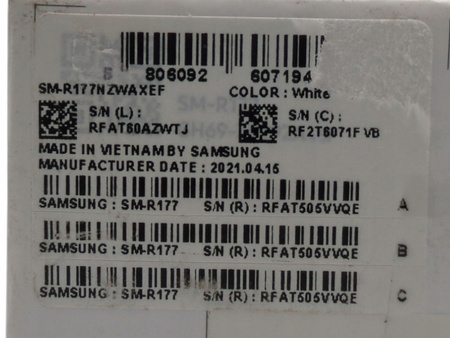 806092 607194
SM-R177NZWAXEF COLOR: White
S/N (L) : S/N (C) :
RFAT60AZWTJ RF2T6071FVB
MADE IN VIETNAM BY SAMSUNG
MANUFACTURER DATE : 2021.04.15
SAMSUNG : SM-R177 S/N (R) : RFAT505VVQE A
SAMSUNG : SM-R177 S/N (R) : RFAT505VVQE B
SAMSUNG : SM-R177 S/N (R) : RFAT505VVQE C